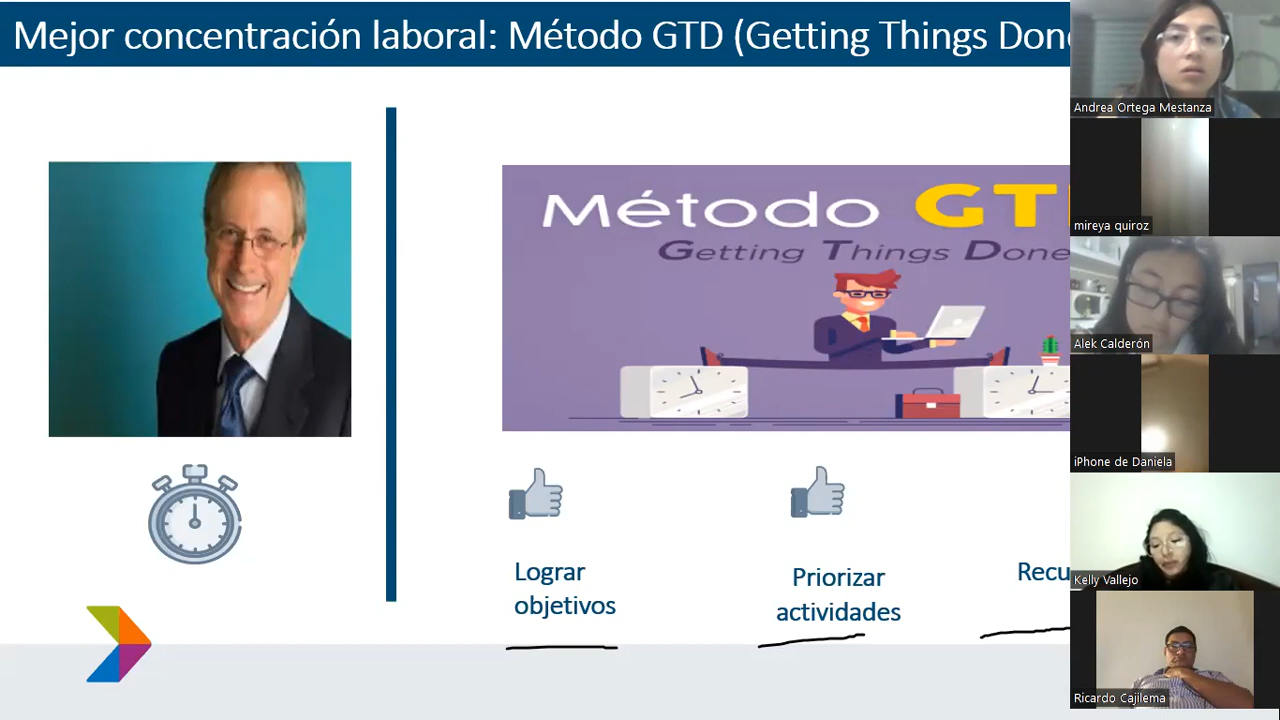 Mejor concentración laboral: Método GTD (Getting Things Done
Método GT
Getting Things Done
Lograr
objetivos
Priorizar
actividades
Recu
Andrea Ortega Mestanza
mireya quiroz
Alek Calderón
iPhone de Daniela
Kelly Vallejo
Ricardo Cajilema